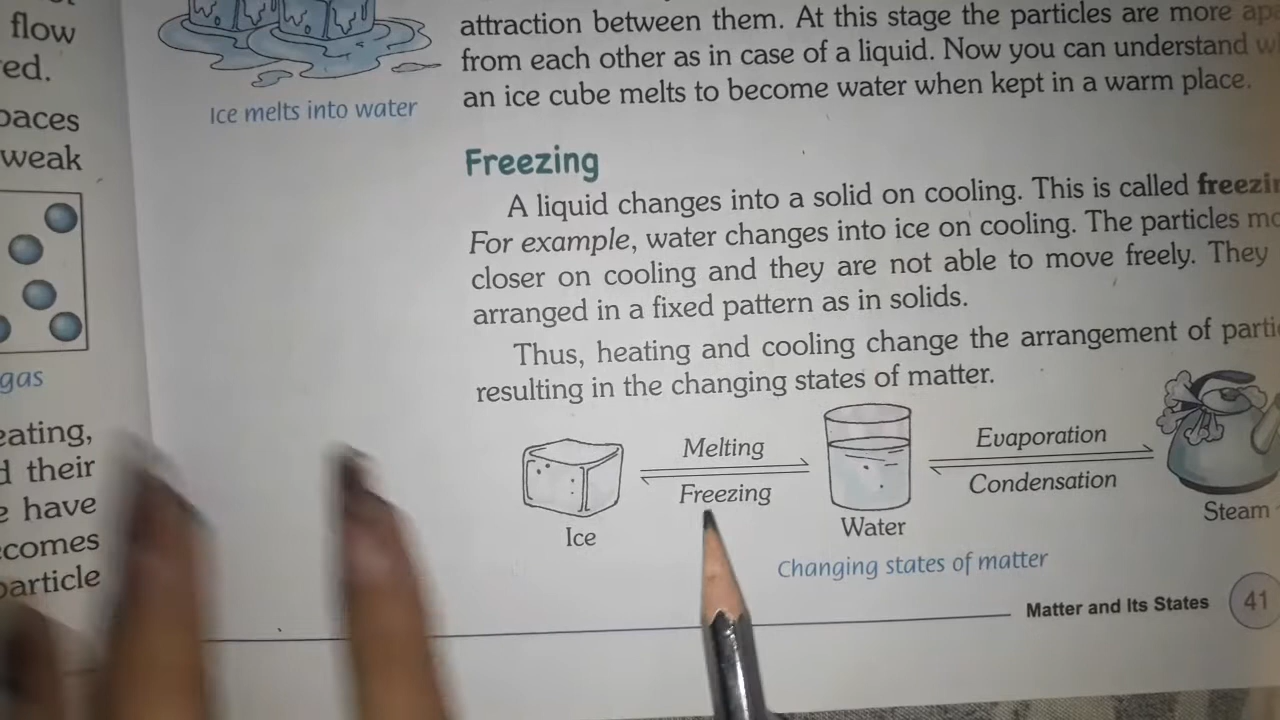 flow
attraction between them. At this stage the particles are more
from each other as in case of a liquid. Now you can understand
an ice cube melts to become water when kept in a warm place.
Ice melts into water
weak
gas
their
have
Freezing
A liquid changes into a solid on cooling. This is called
For example, water changes into ice on cooling. The particles
closer on cooling and they are not able to move freely. They
arranged in a fixed pattern as in solids.
Thus, heating and cooling change the arrangement of
resulting in the changing states of matter.
Melting
Freezing
Evaporation
Condensation
Ice
Water
Steam
Changing states of matter
Matter and Its States 41